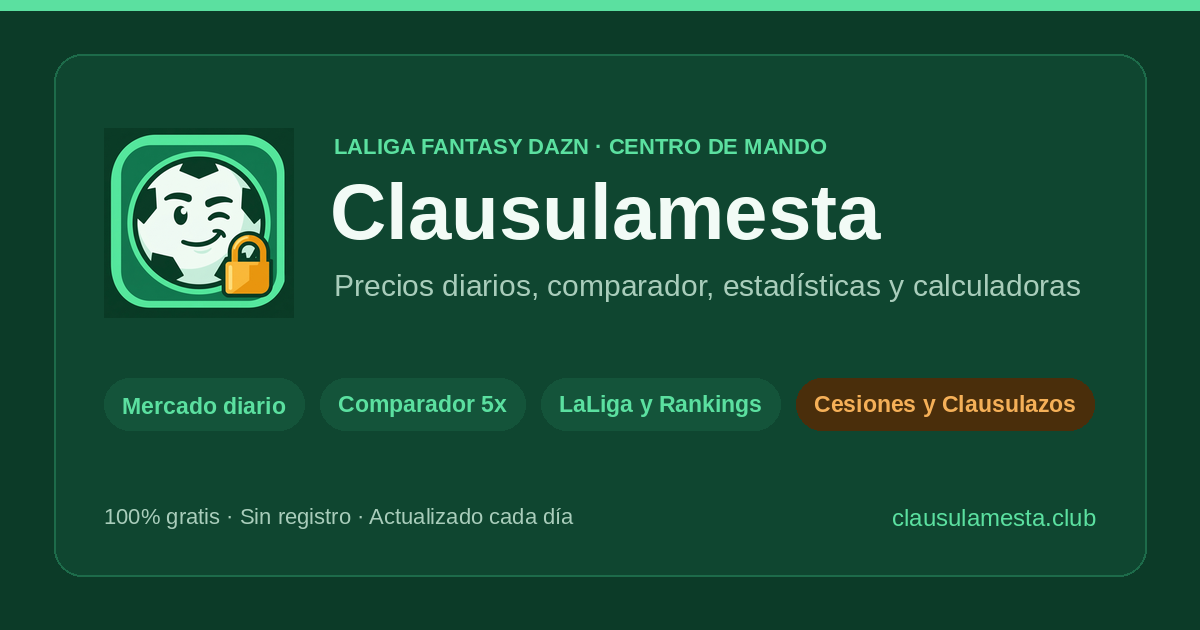 LALIGA FANTASY DAZN · CENTRO DE MANDO
Clausulamesta
Precios diarios, comparador, estadísticas y calculadoras
Mercado diario
Comparador 5x
LaLiga y Rankings
Cesiones y Clausulazos
100% gratis · Sin registro · Actualizado cada día
clausulamesta.club